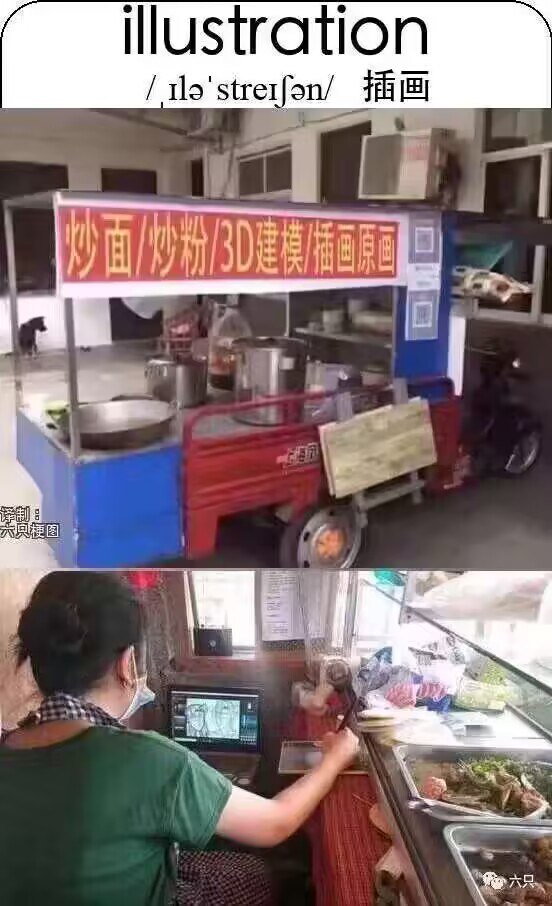 illustration
/ˌɪləˈstreɪʃən/ 插画
炒面/炒粉/3D建模/插画原画
译制：
六只梗图
六只